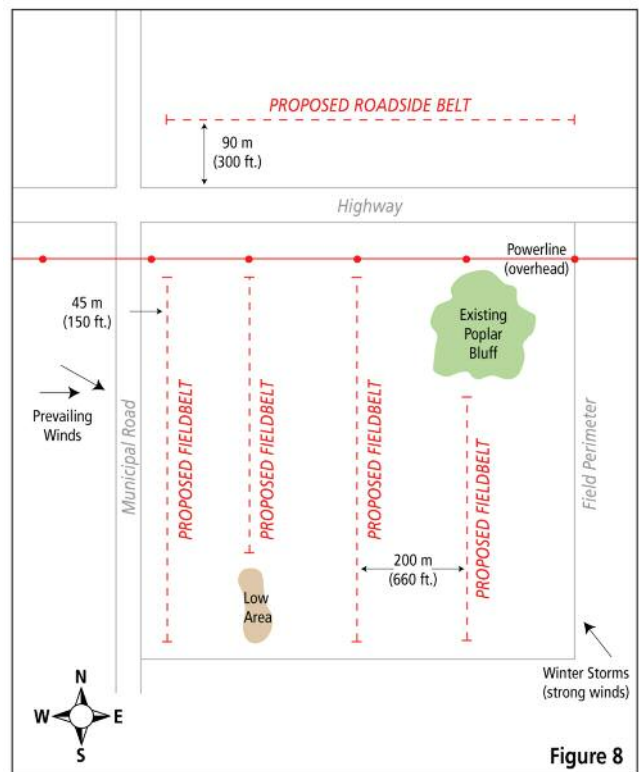 PROPOSED ROADSIDE BELT
90 m
(300 ft.)
Highway
Powerline
(overhead)
45 m
(150 ft.)
Existing
Poplar
Bluff
Prevailing
Winds
Municipal Road
PROPOSED FIELDBELT
PROPOSED FIELDBELT
PROPOSED FIELDBELT
PROPOSED FIELDBELT
Field Perimeter
200 m
(660 ft.)
Low
Area
Winter Storms
(strong winds)
N
W
E
S
Figure 8